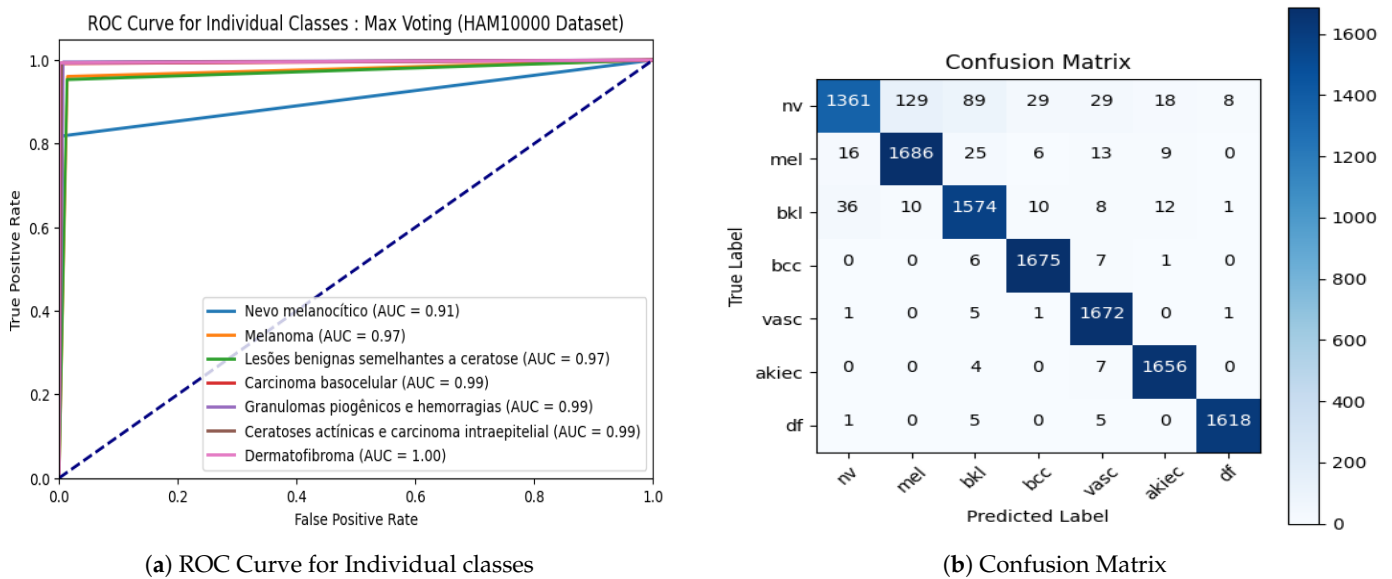 ROC Curve for Individual Classes : Max Voting (HAM10000 Dataset)
True Positive Rate
1.0
0.8
0.6
0.4
0.2
0.0
Nevo melanocítico (AUC = 0.91)
Melanoma (AUC = 0.97)
Lesões benignas semelhantes a ceratose (AUC = 0.97)
Carcinoma basocelular (AUC = 0.99)
Granulomas piogênicos e hemorragias (AUC = 0.99)
Ceratoses actínicas e carcinoma intraepitelial (AUC = 0.99)
Dermatofibroma (AUC = 1.00)
0.0 0.2 0.4 0.6 0.8 1.0
False Positive Rate
(a) ROC Curve for Individual classes
Confusion Matrix
True Label
nv 1361 129 89 29 29 18 8
mel 16 1686 25 6 13 9 0
bkl 36 10 1574 10 8 12 1
bcc 0 0 6 1675 7 1 0
vasc 1 0 5 1 1672 0 1
akiec 0 0 4 0 7 1656 0
df 1 0 5 0 5 0 1618
nv mel bkl bcc vasc akiec df
Predicted Label
1600
1400
1200
1000
800
600
400
200
0
(b) Confusion Matrix